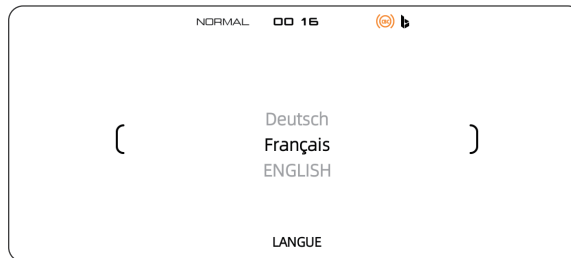 NORMAL 00 16
Deutsch
Français
ENGLISH
LANGUE